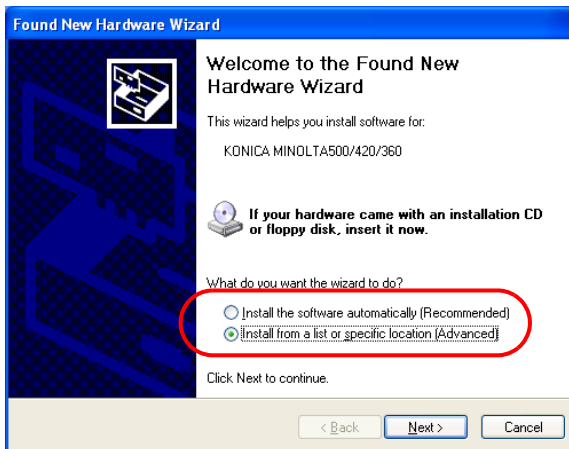 Found New Hardware Wizard
Welcome to the Found New
Hardware Wizard
This wizard helps you install software for:
KONICA MINOLTA500/420/360
If your hardware came with an installation CD
or floppy disk, insert it now.
What do you want the wizard to do?
Install the software automatically (Recommended)
Install from a list or specific location (Advanced)
Click Next to continue.
< Back
Next >
Cancel